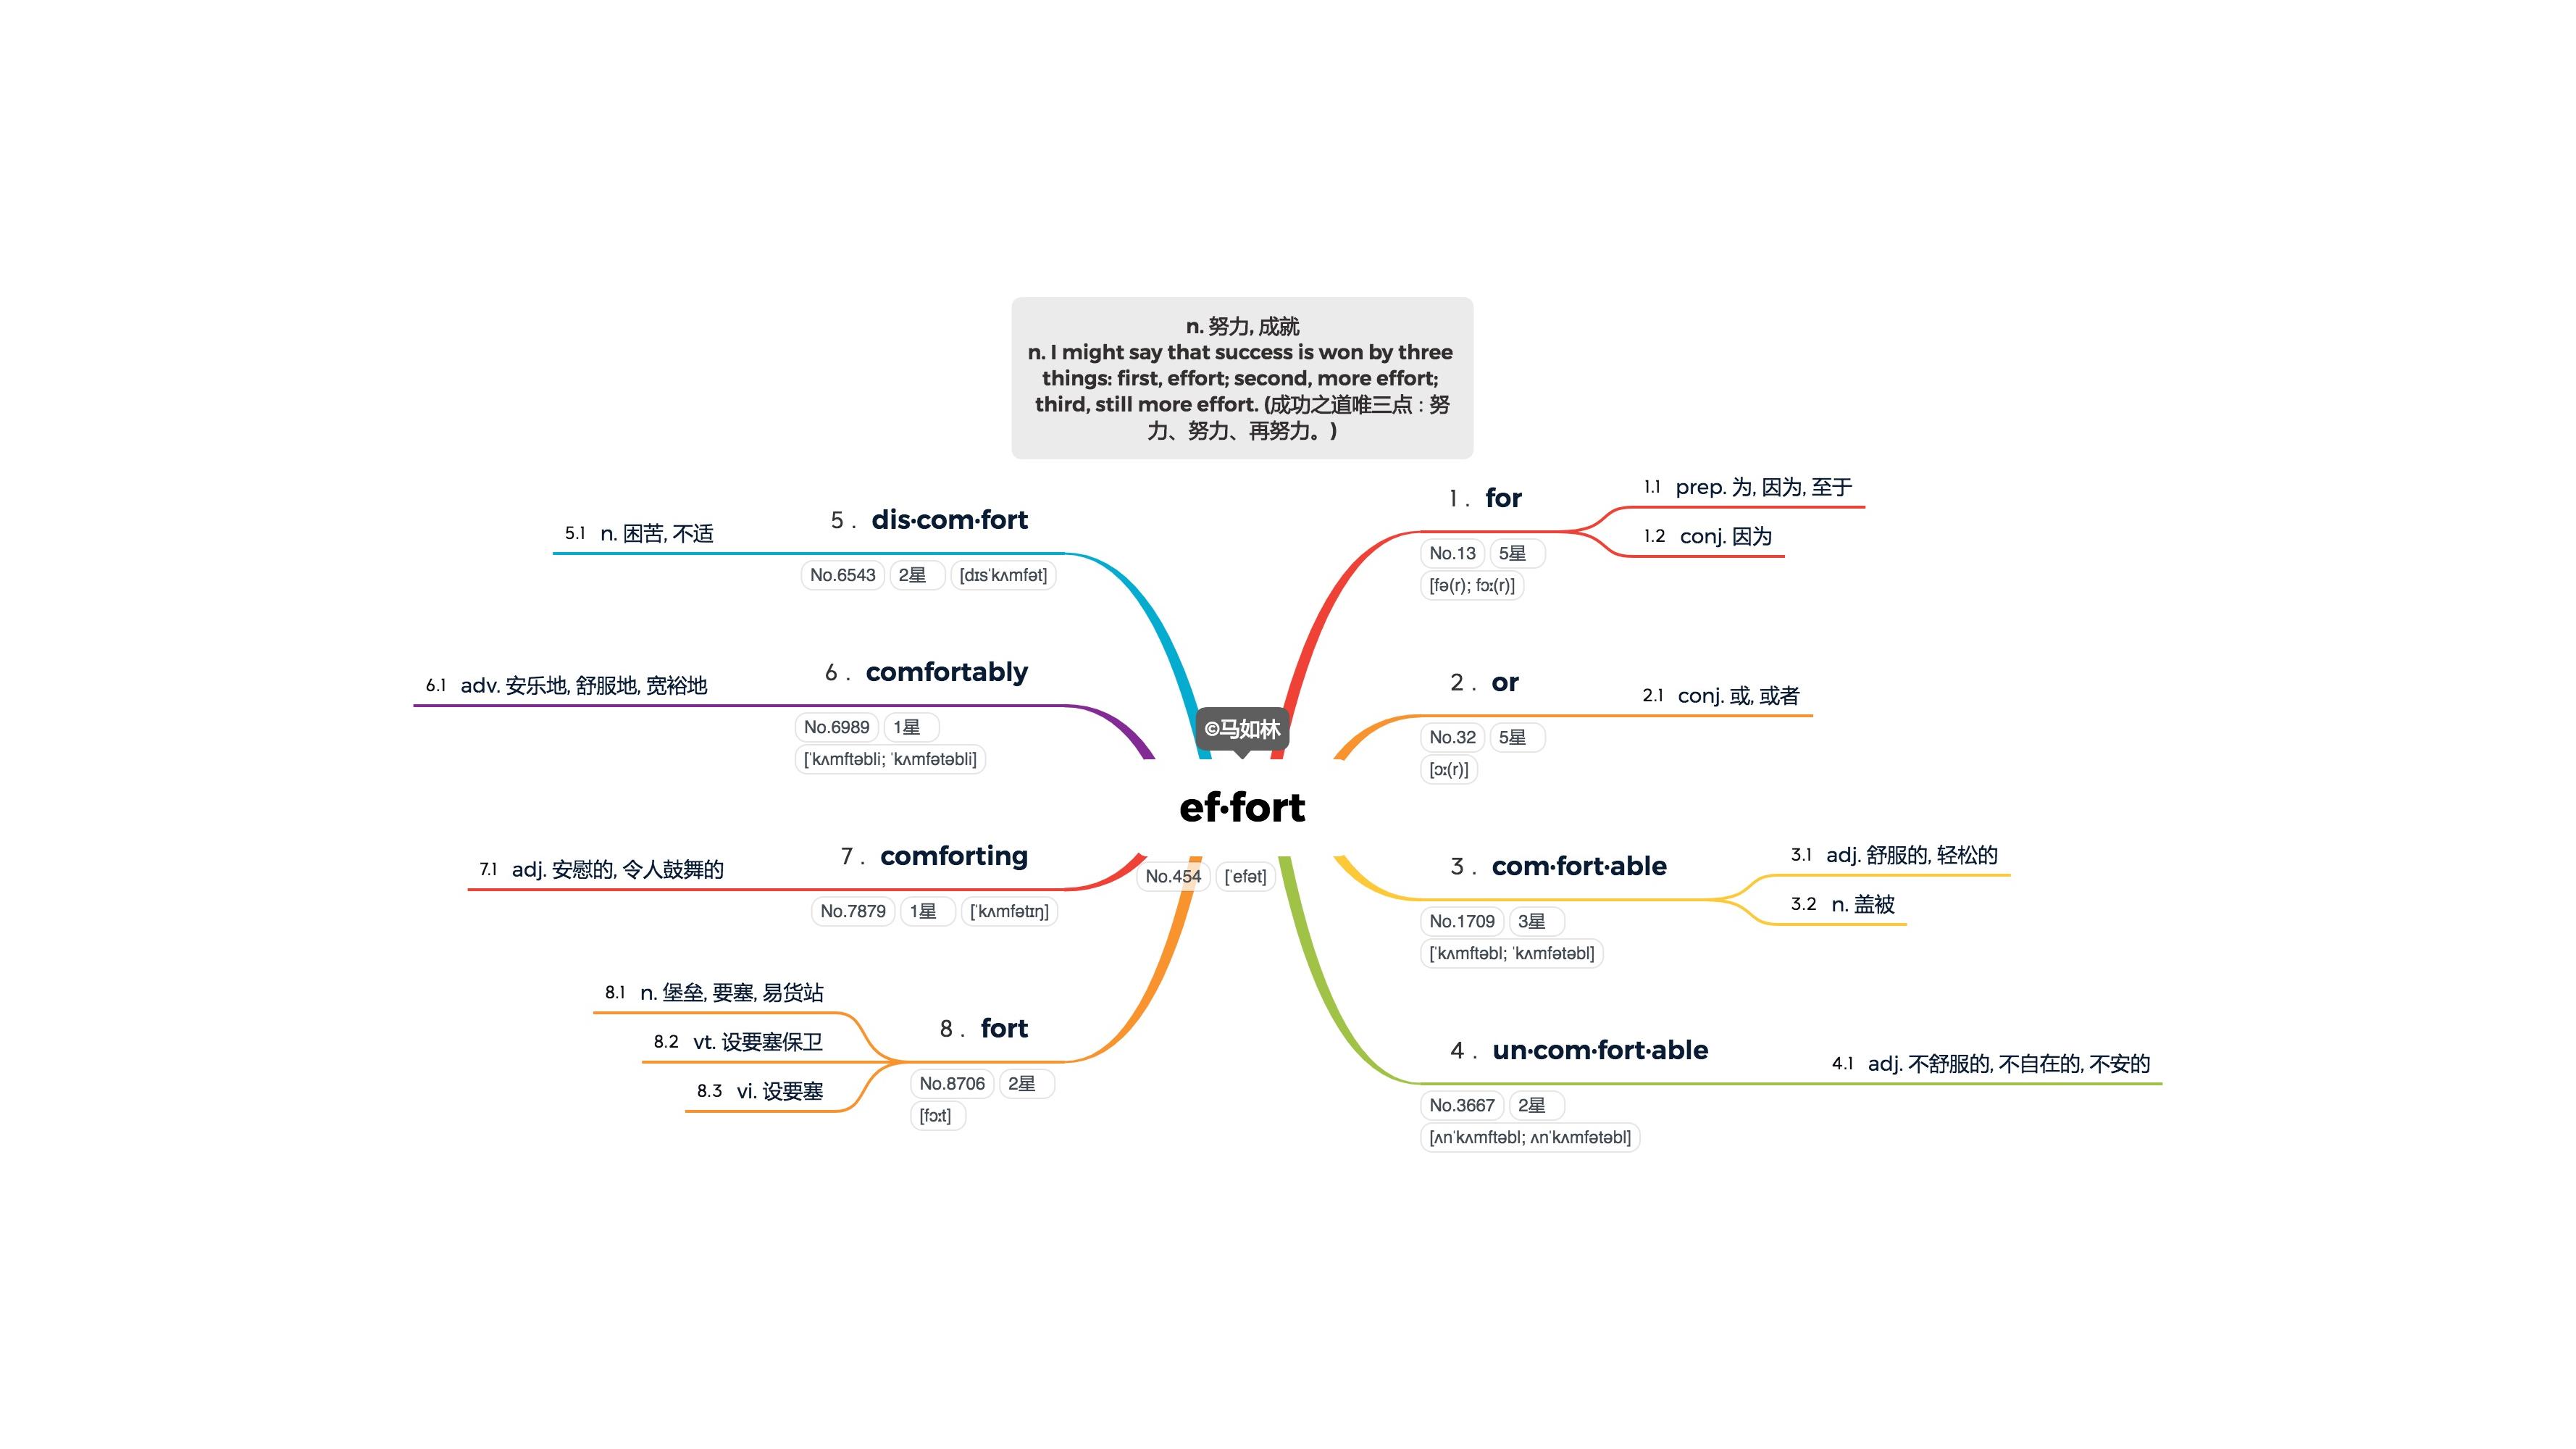 n. 努力, 成就
n. I might say that success is won by three
things: first, effort; second, more effort;
third, still more effort. (成功之道唯三点：努
力、努力、再努力。)
©马如林
ef·fort
No.454 [ˈefət]
1 . for
No.13 5星
[fə(r); fɔː(r)]
1.1 prep. 为, 因为, 至于
1.2 conj. 因为
2 . or
No.32 5星
[ɔː(r)]
2.1 conj. 或, 或者
3 . com·fort·able
No.1709 3星
[ˈkʌmftəbl; ˈkʌmfətəbl]
3.1 adj. 舒服的, 轻松的
3.2 n. 盖被
4 . un·com·fort·able
No.3667 2星
[ʌnˈkʌmftəbl; ʌnˈkʌmfətəbl]
4.1 adj. 不舒服的, 不自在的, 不安的
5 . dis·com·fort
No.6543 2星 [dɪsˈkʌmfət]
5.1 n. 困苦, 不适
6 . comfortably
No.6989 1星
[ˈkʌmftəbli; ˈkʌmfətəbli]
6.1 adv. 安乐地, 舒服地, 宽裕地
7 . comforting
No.7879 1星 [ˈkʌmfətɪŋ]
7.1 adj. 安慰的, 令人鼓舞的
8 . fort
No.8706 2星
[fɔːt]
8.1 n. 堡垒, 要塞, 易货站
8.2 vt. 设要塞保卫
8.3 vi. 设要塞